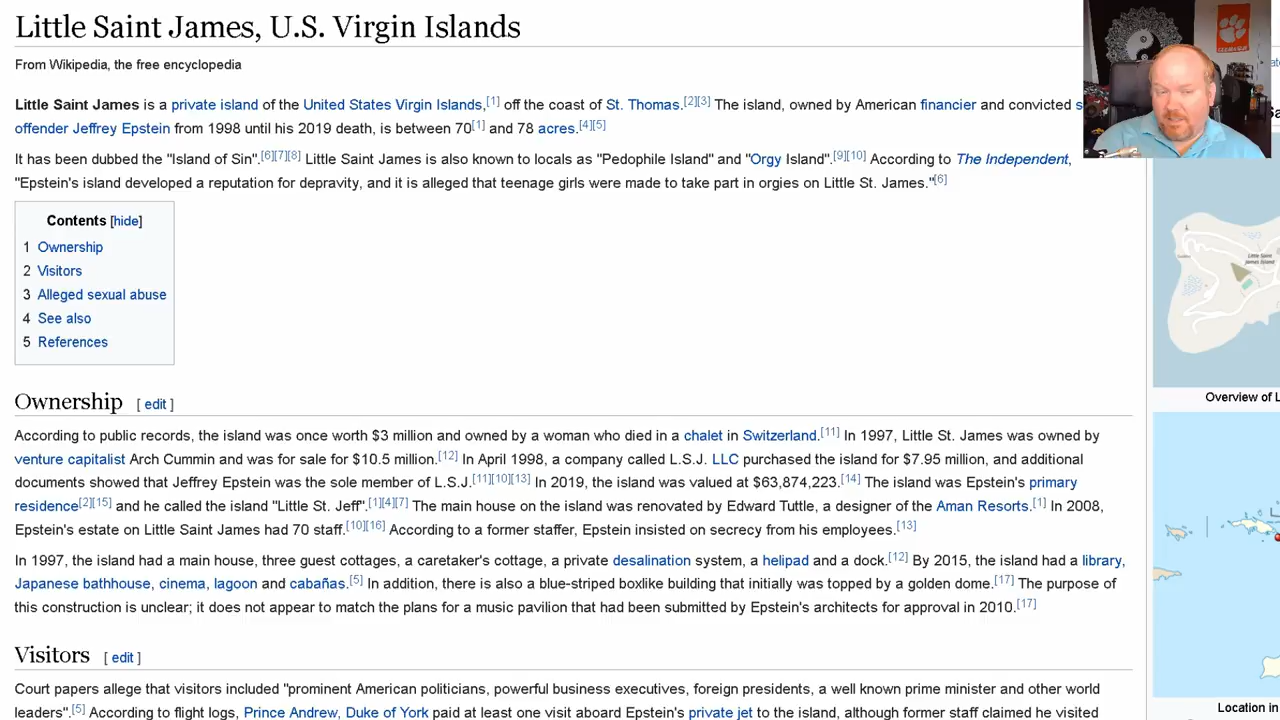 Little Saint James, U.S. Virgin Islands
From Wikipedia, the free encyclopedia
Little Saint James is a private island of the United States Virgin Islands,[1] off the coast of St. Thomas.[2][3] The island, owned by American financier and convicted
offender Jeffrey Epstein from 1998 until his 2019 death, is between 70[1] and 78 acres.[4][5]
It has been dubbed the "Island of Sin".[6][7][8] Little Saint James is also known to locals as "Pedophile Island" and "Orgy Island".[9][10] According to The Independent,
"Epstein's island developed a reputation for depravity, and it is alleged that teenage girls were made to take part in orgies on Little St. James."[6]
Contents [hide]
1 Ownership
2 Visitors
3 Alleged sexual abuse
4 See also
5 References
Little Saint
James Island
Overview of L
Ownership [ edit ]
According to public records, the island was once worth $3 million and owned by a woman who died in a chalet in Switzerland.[11] In 1997, Little St. James was owned by
venture capitalist Arch Cummin and was for sale for $10.5 million.[12] In April 1998, a company called L.S.J. LLC purchased the island for $7.95 million, and additional
documents showed that Jeffrey Epstein was the sole member of L.S.J.[11][10][13] In 2019, the island was valued at $63,874,223.[14] The island was Epstein's primary
residence[2][15] and he called the island "Little St. Jeff".[1][4][7] The main house on the island was renovated by Edward Tuttle, a designer of the Aman Resorts.[1] In 2008,
Epstein's estate on Little Saint James had 70 staff.[10][16] According to a former staffer, Epstein insisted on secrecy from his employees.[13]
In 1997, the island had a main house, three guest cottages, a caretaker's cottage, a private desalination system, a helipad and a dock.[12] By 2015, the island had a library,
Japanese bathhouse, cinema, lagoon and cabañas.[5] In addition, there is also a blue-striped boxlike building that initially was topped by a golden dome.[17] The purpose of
this construction is unclear; it does not appear to match the plans for a music pavilion that had been submitted by Epstein's architects for approval in 2010.[17]
Visitors [ edit ]
Court papers allege that visitors included "prominent American politicians, powerful business executives, foreign presidents, a well known prime minister and other world
leaders".[5] According to flight logs, Prince Andrew, Duke of York paid at least one visit aboard Epstein's private jet to the island, although former staff claimed he visited
Location in